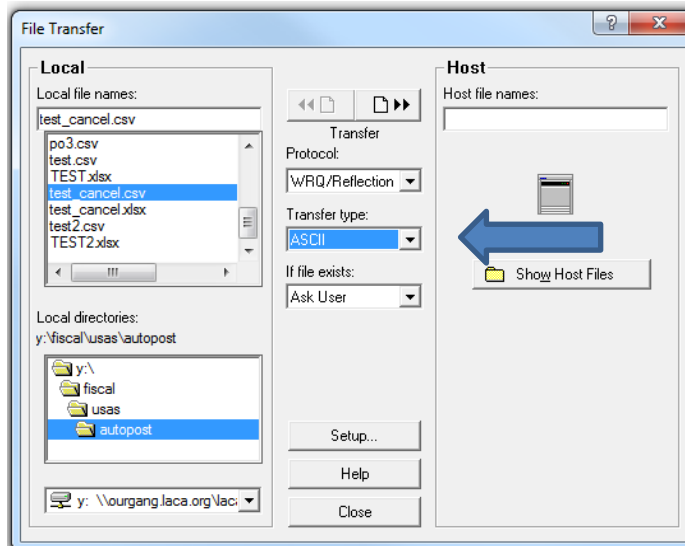 File Transfer
Local
Local file names:
test_cancel.csv
po3.csv
test.csv
TEST.xlsx
test_cancel.csv
test_cancel.xlsx
test2.csv
TEST2.xlsx
Local directories:
y:\fiscal\usas\autopost
y:\
fiscal
usas
autopost
y: \\ourgang.laca.org\lac
Transfer
Protocol:
WRQ/Reflection
Transfer type:
ASCII
If file exists:
Ask User
Setup...
Help
Close
Host
Host file names:
Show Host Files